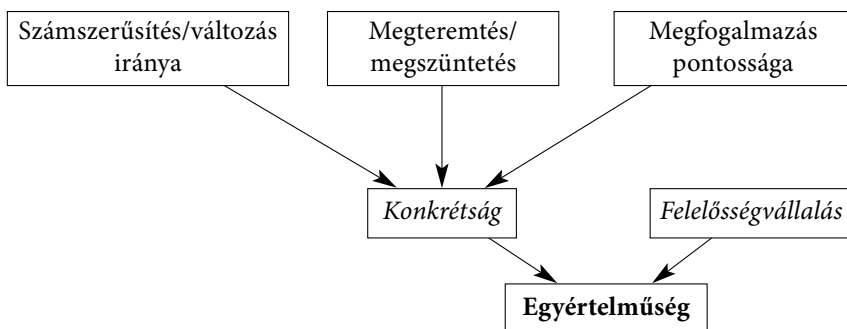 Számszerűsítés/változás
iránya
Megteremtés/
megszüntetés
Megfogalmazás
pontossága
Konkrétság
Felelősségvállalás
Egyértelműség